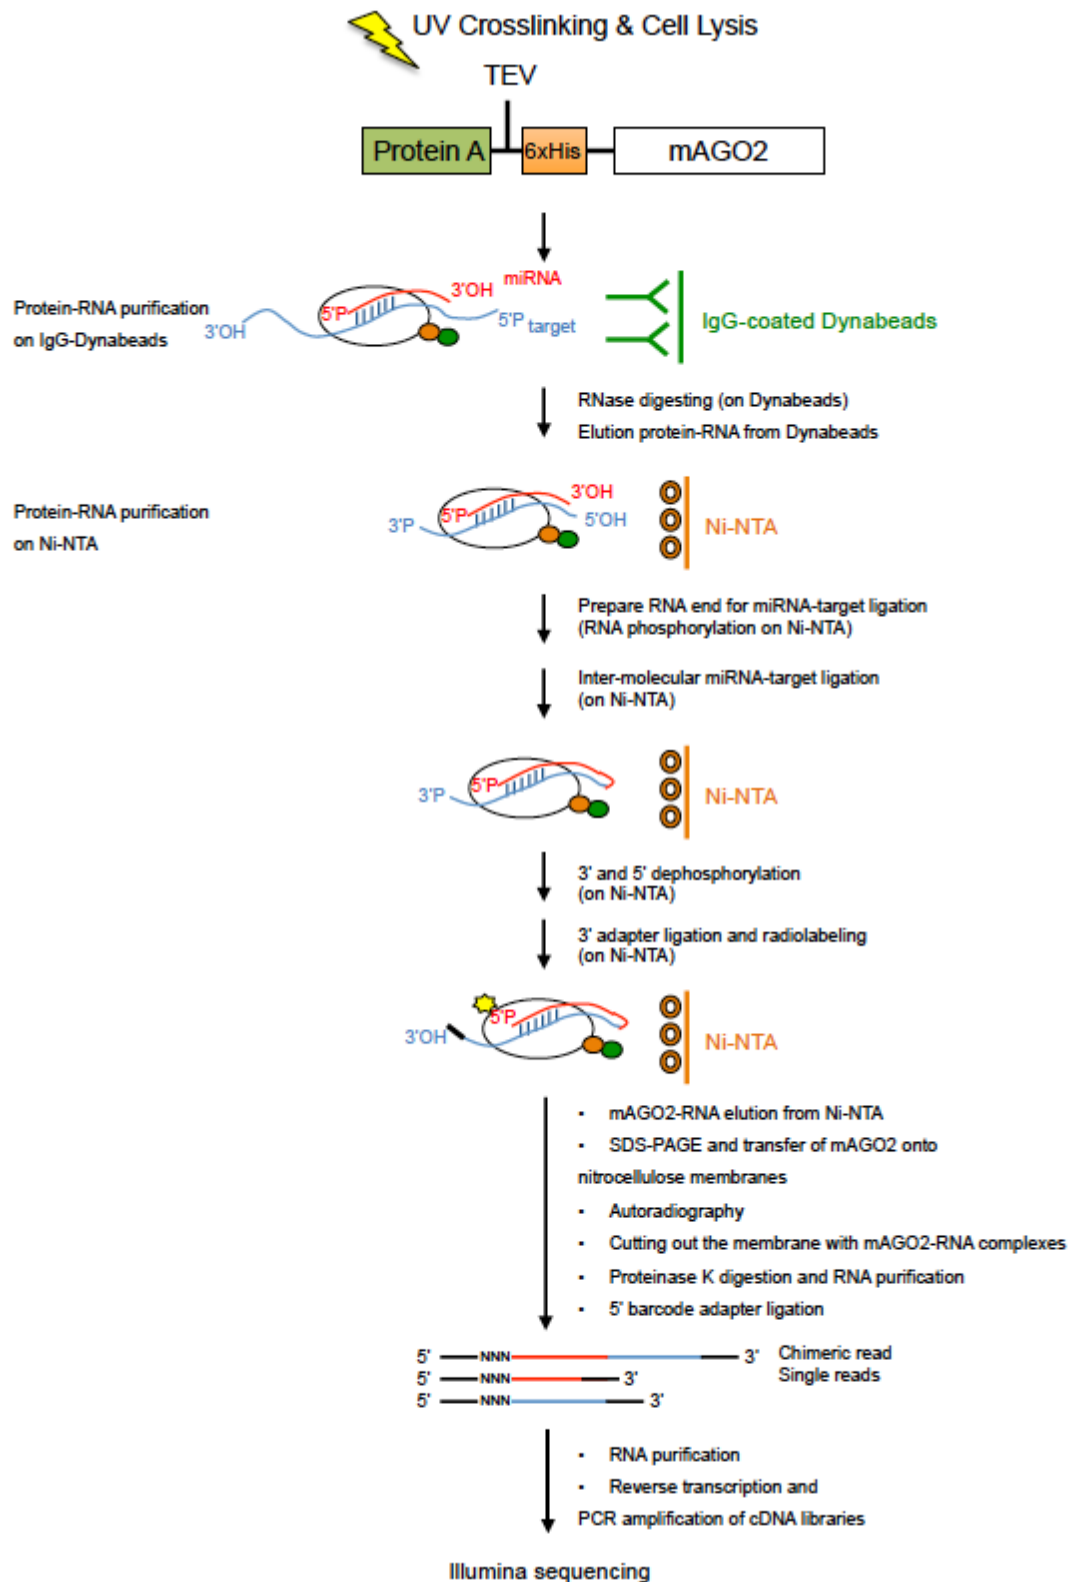 UV Crosslinking & Cell Lysis
TEV
Protein A
6xHis
mAGO2
Protein-RNA purification
on IgG-Dynabeads
3'OH
5'P
3'OH
miRNA
5'P
target
IgG-coated Dynabeads
RNase digesting (on Dynabeads)
Elution protein-RNA from Dynabeads
Protein-RNA purification
on Ni-NTA
3'P
5'P
3'OH
5'OH
Ni-NTA
Prepare RNA end for miRNA-target ligation
(RNA phosphorylation on Ni-NTA)
Inter-molecular miRNA-target ligation
(on Ni-NTA)
3'P
5'P
Ni-NTA
3' and 5' dephosphorylation
(on Ni-NTA)
3' adapter ligation and radiolabeling
(on Ni-NTA)
3'OH
5'P
Ni-NTA
▪ mAGO2-RNA elution from Ni-NTA
▪ SDS-PAGE and transfer of mAGO2 onto
nitrocellulose membranes
▪ Autoradiography
▪ Cutting out the membrane with mAGO2-RNA complexes
▪ Proteinase K digestion and RNA purification
▪ 5' barcode adapter ligation
5' NNN 3' Chimeric read
5' NNN 3' Single reads
5' NNN 3'
▪ RNA purification
▪ Reverse transcription and
PCR amplification of cDNA libraries
Illumina sequencing